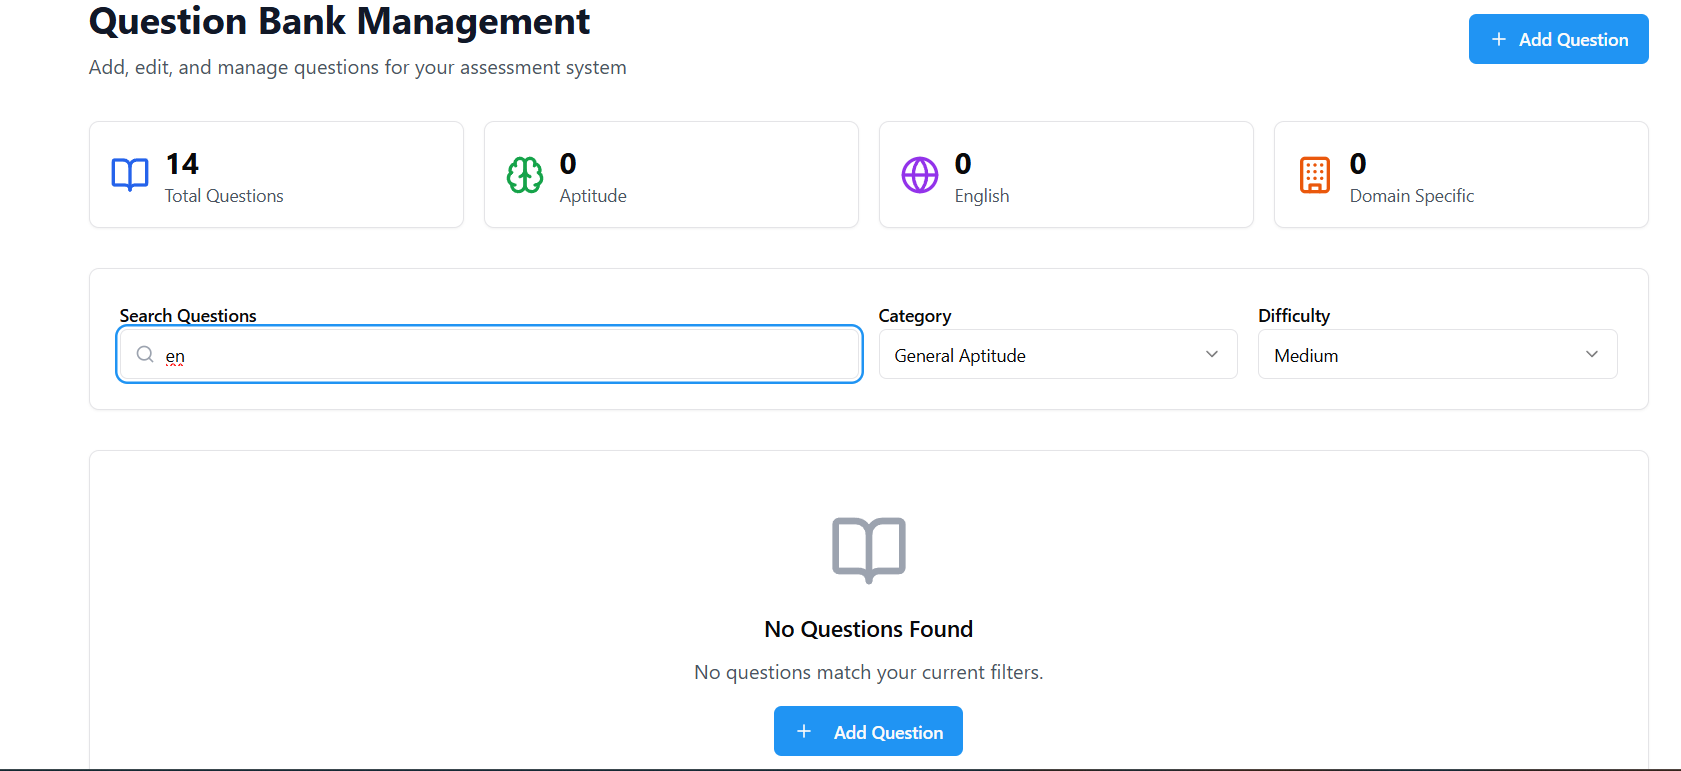 Question Bank Management
Add, edit, and manage questions for your assessment system
+ Add Question
14
Total Questions
0
Aptitude
0
English
0
Domain Specific
Search Questions
en
Category
General Aptitude
Difficulty
Medium
No Questions Found
No questions match your current filters.
+ Add Question